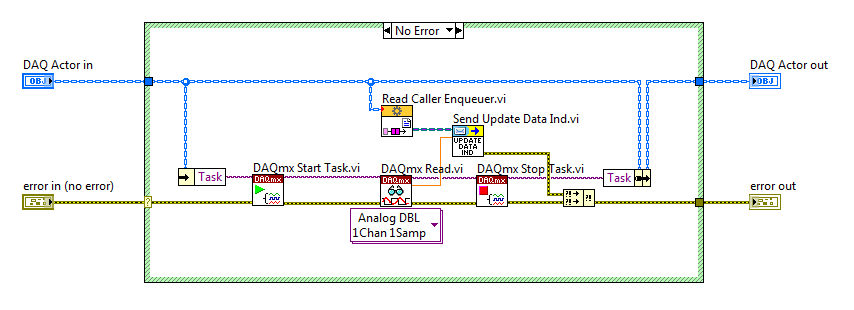 No Error
DAQ Actor in
DAQ Actor out
OBJ
OBJ
Read Caller Enqueuer.vi
Send Update Data Ind.vi
UPDATE
DATA
IND
DAQmx Start Task.vi
DAQmx Read.vi
DAQmx Stop Task.vi
Task
DAQmx
DAQmx
DAQmx
Task
error in (no error)
error out
?! 
?!
?!
?
Analog DBL
1Chan 1Samp